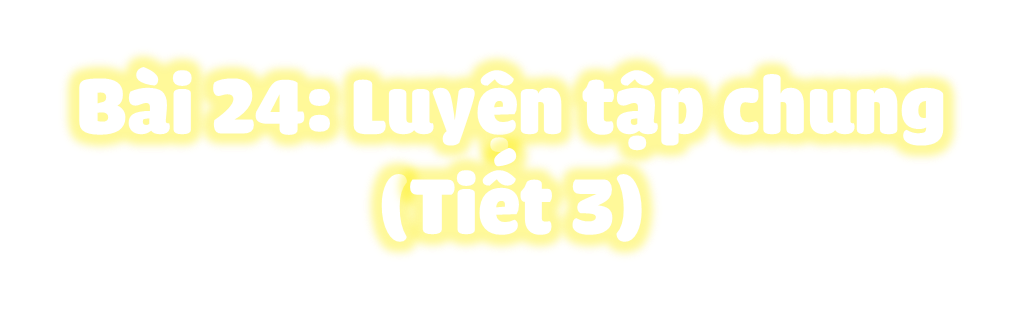 Bài 24: Luyện tập chung
(Tiết 3)